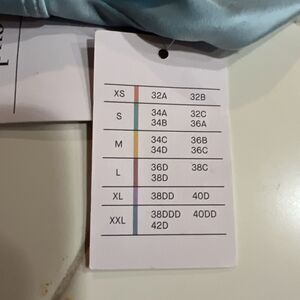 XS 32A 32B
S 34A 32C
34B 36A
M 34C 36B
34D 36C
L 36D 38C
38D
XL 38DD 40D
XXL 38DDD 40DD
42D